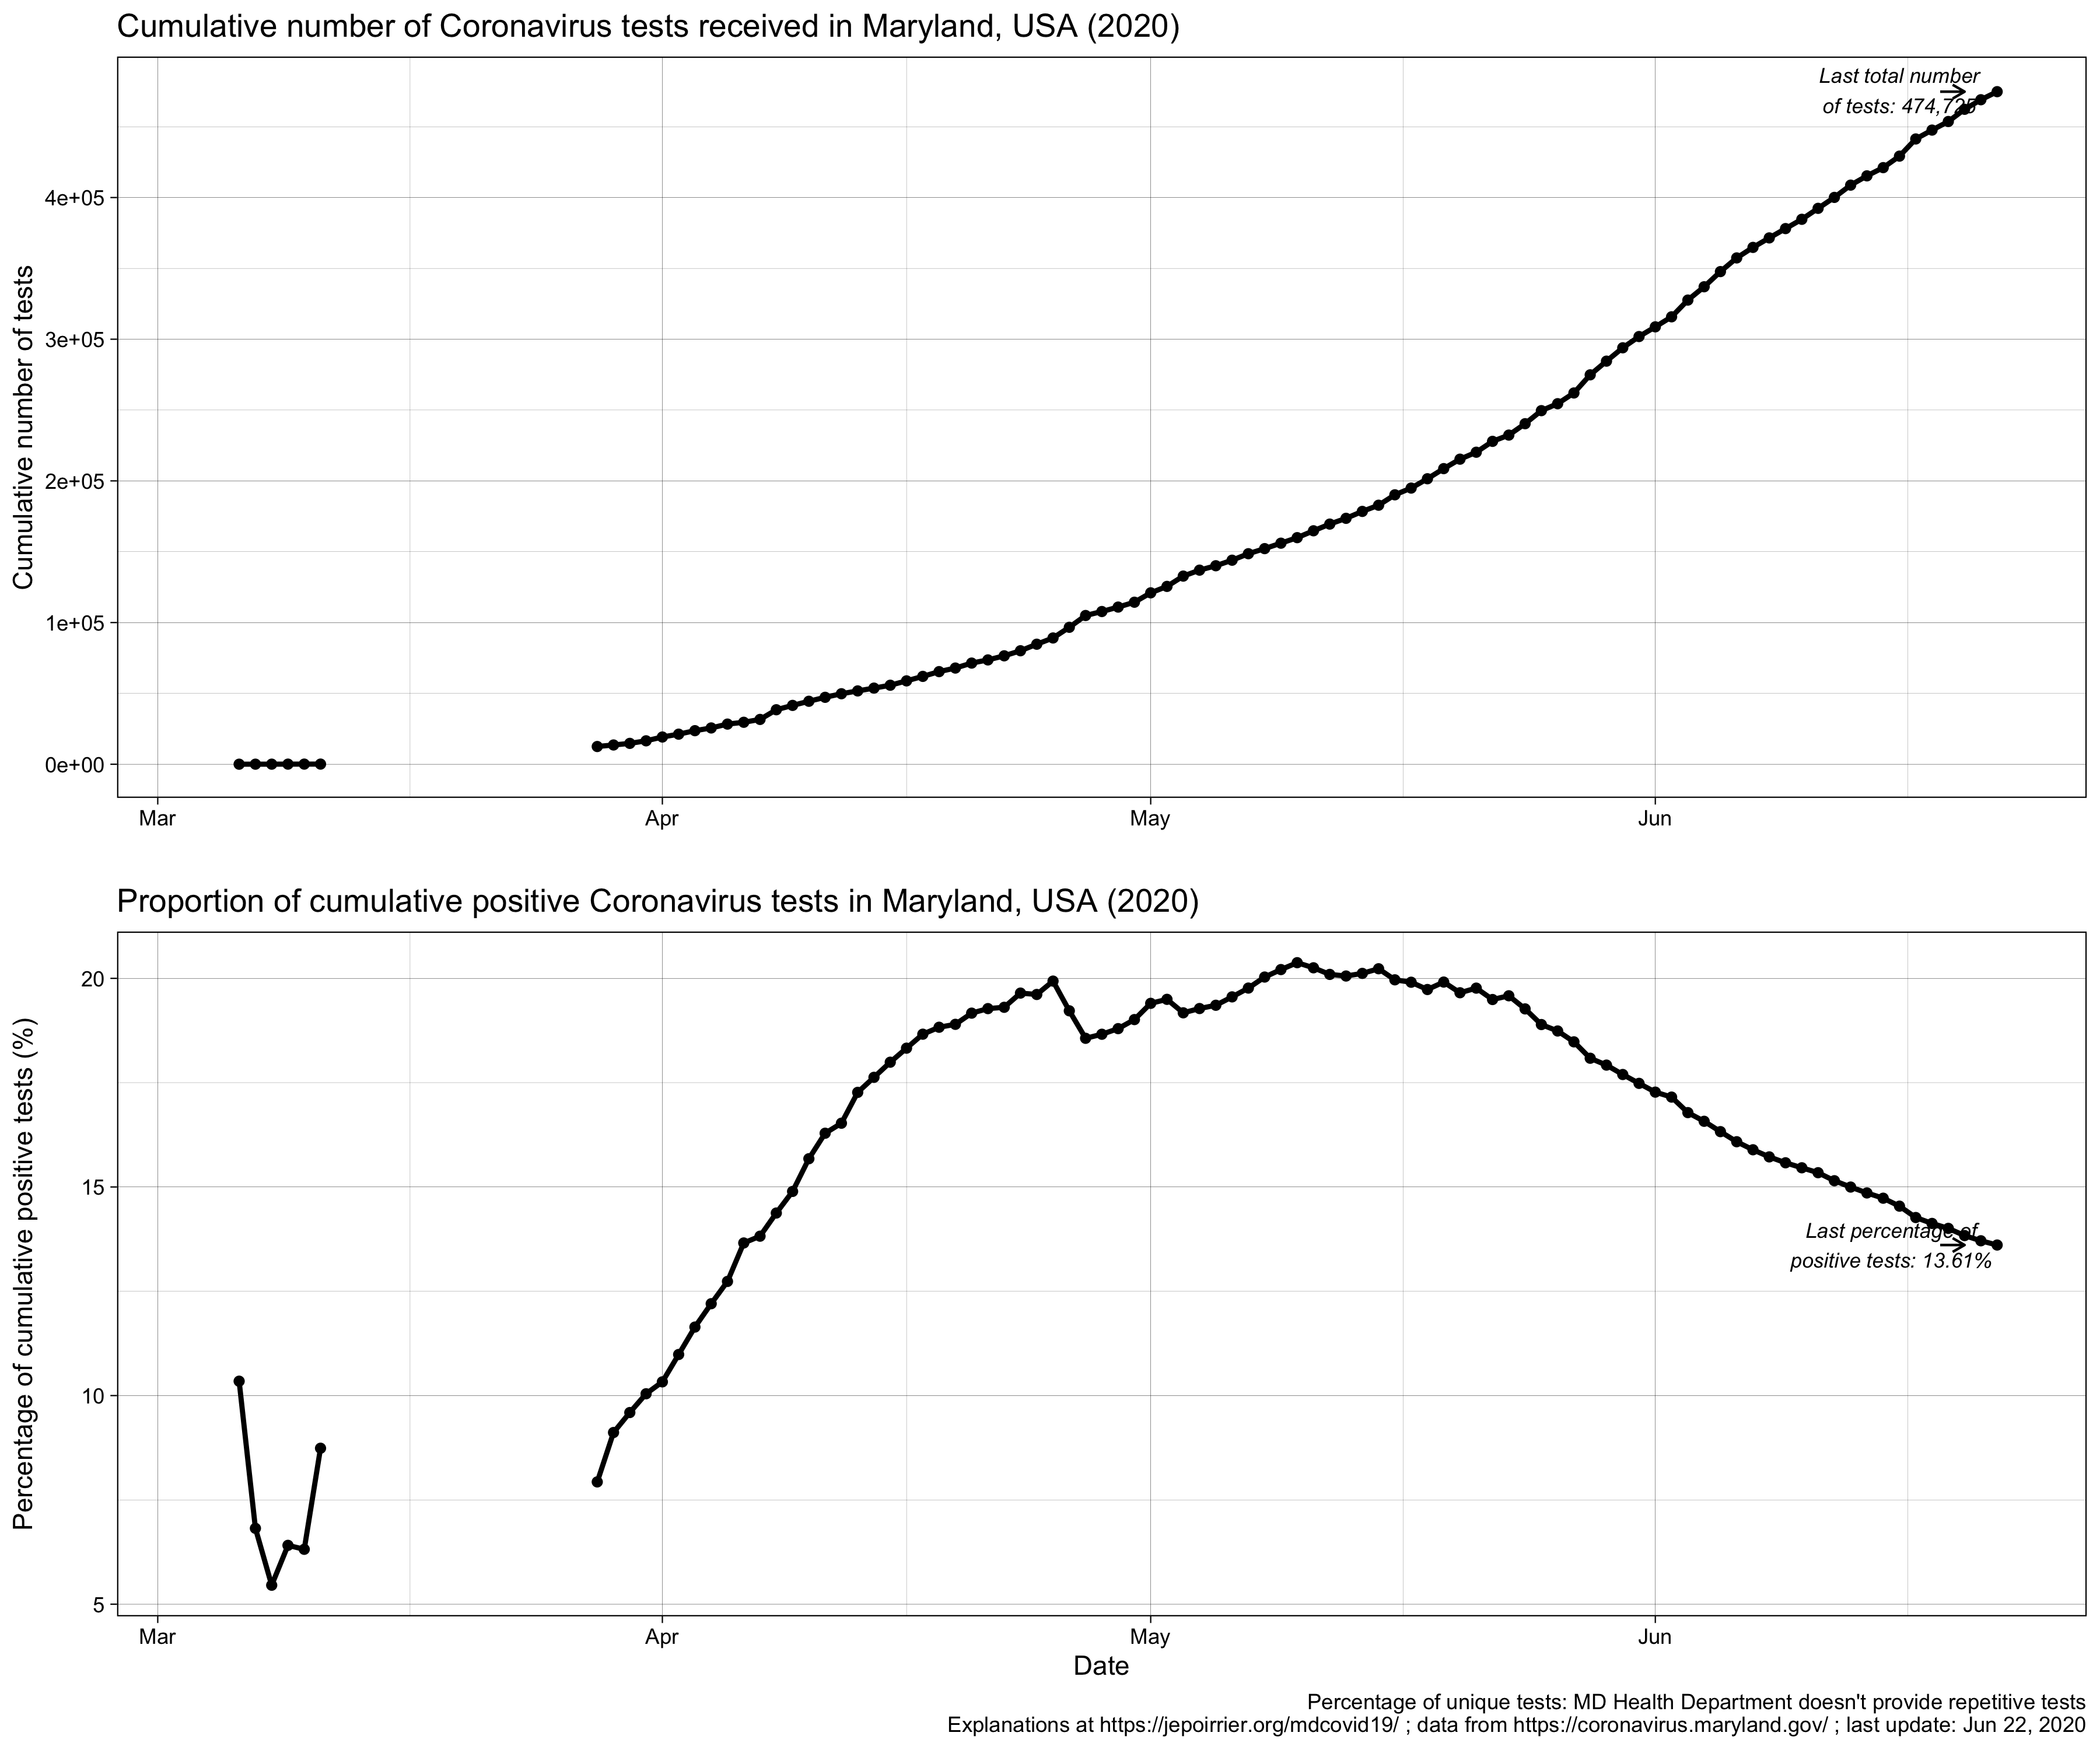 Cumulative number of Coronavirus tests received in Maryland, USA (2020)
Cumulative number of tests
4e+05
3e+05
2e+05
1e+05
0e+00
Last total number
of tests: 474,725
Mar
Apr
May
Jun
Proportion of cumulative positive Coronavirus tests in Maryland, USA (2020)
Percentage of cumulative positive tests (%)
20
15
10
5
Last percentage of
positive tests: 13.61%
Mar
Apr
May
Jun
Date
Percentage of unique tests: MD Health Department doesn't provide repetitive tests
Explanations at https://jepoirrier.org/mdcovid19/ ; data from https://coronavirus.maryland.gov/ ; last update: Jun 22, 2020